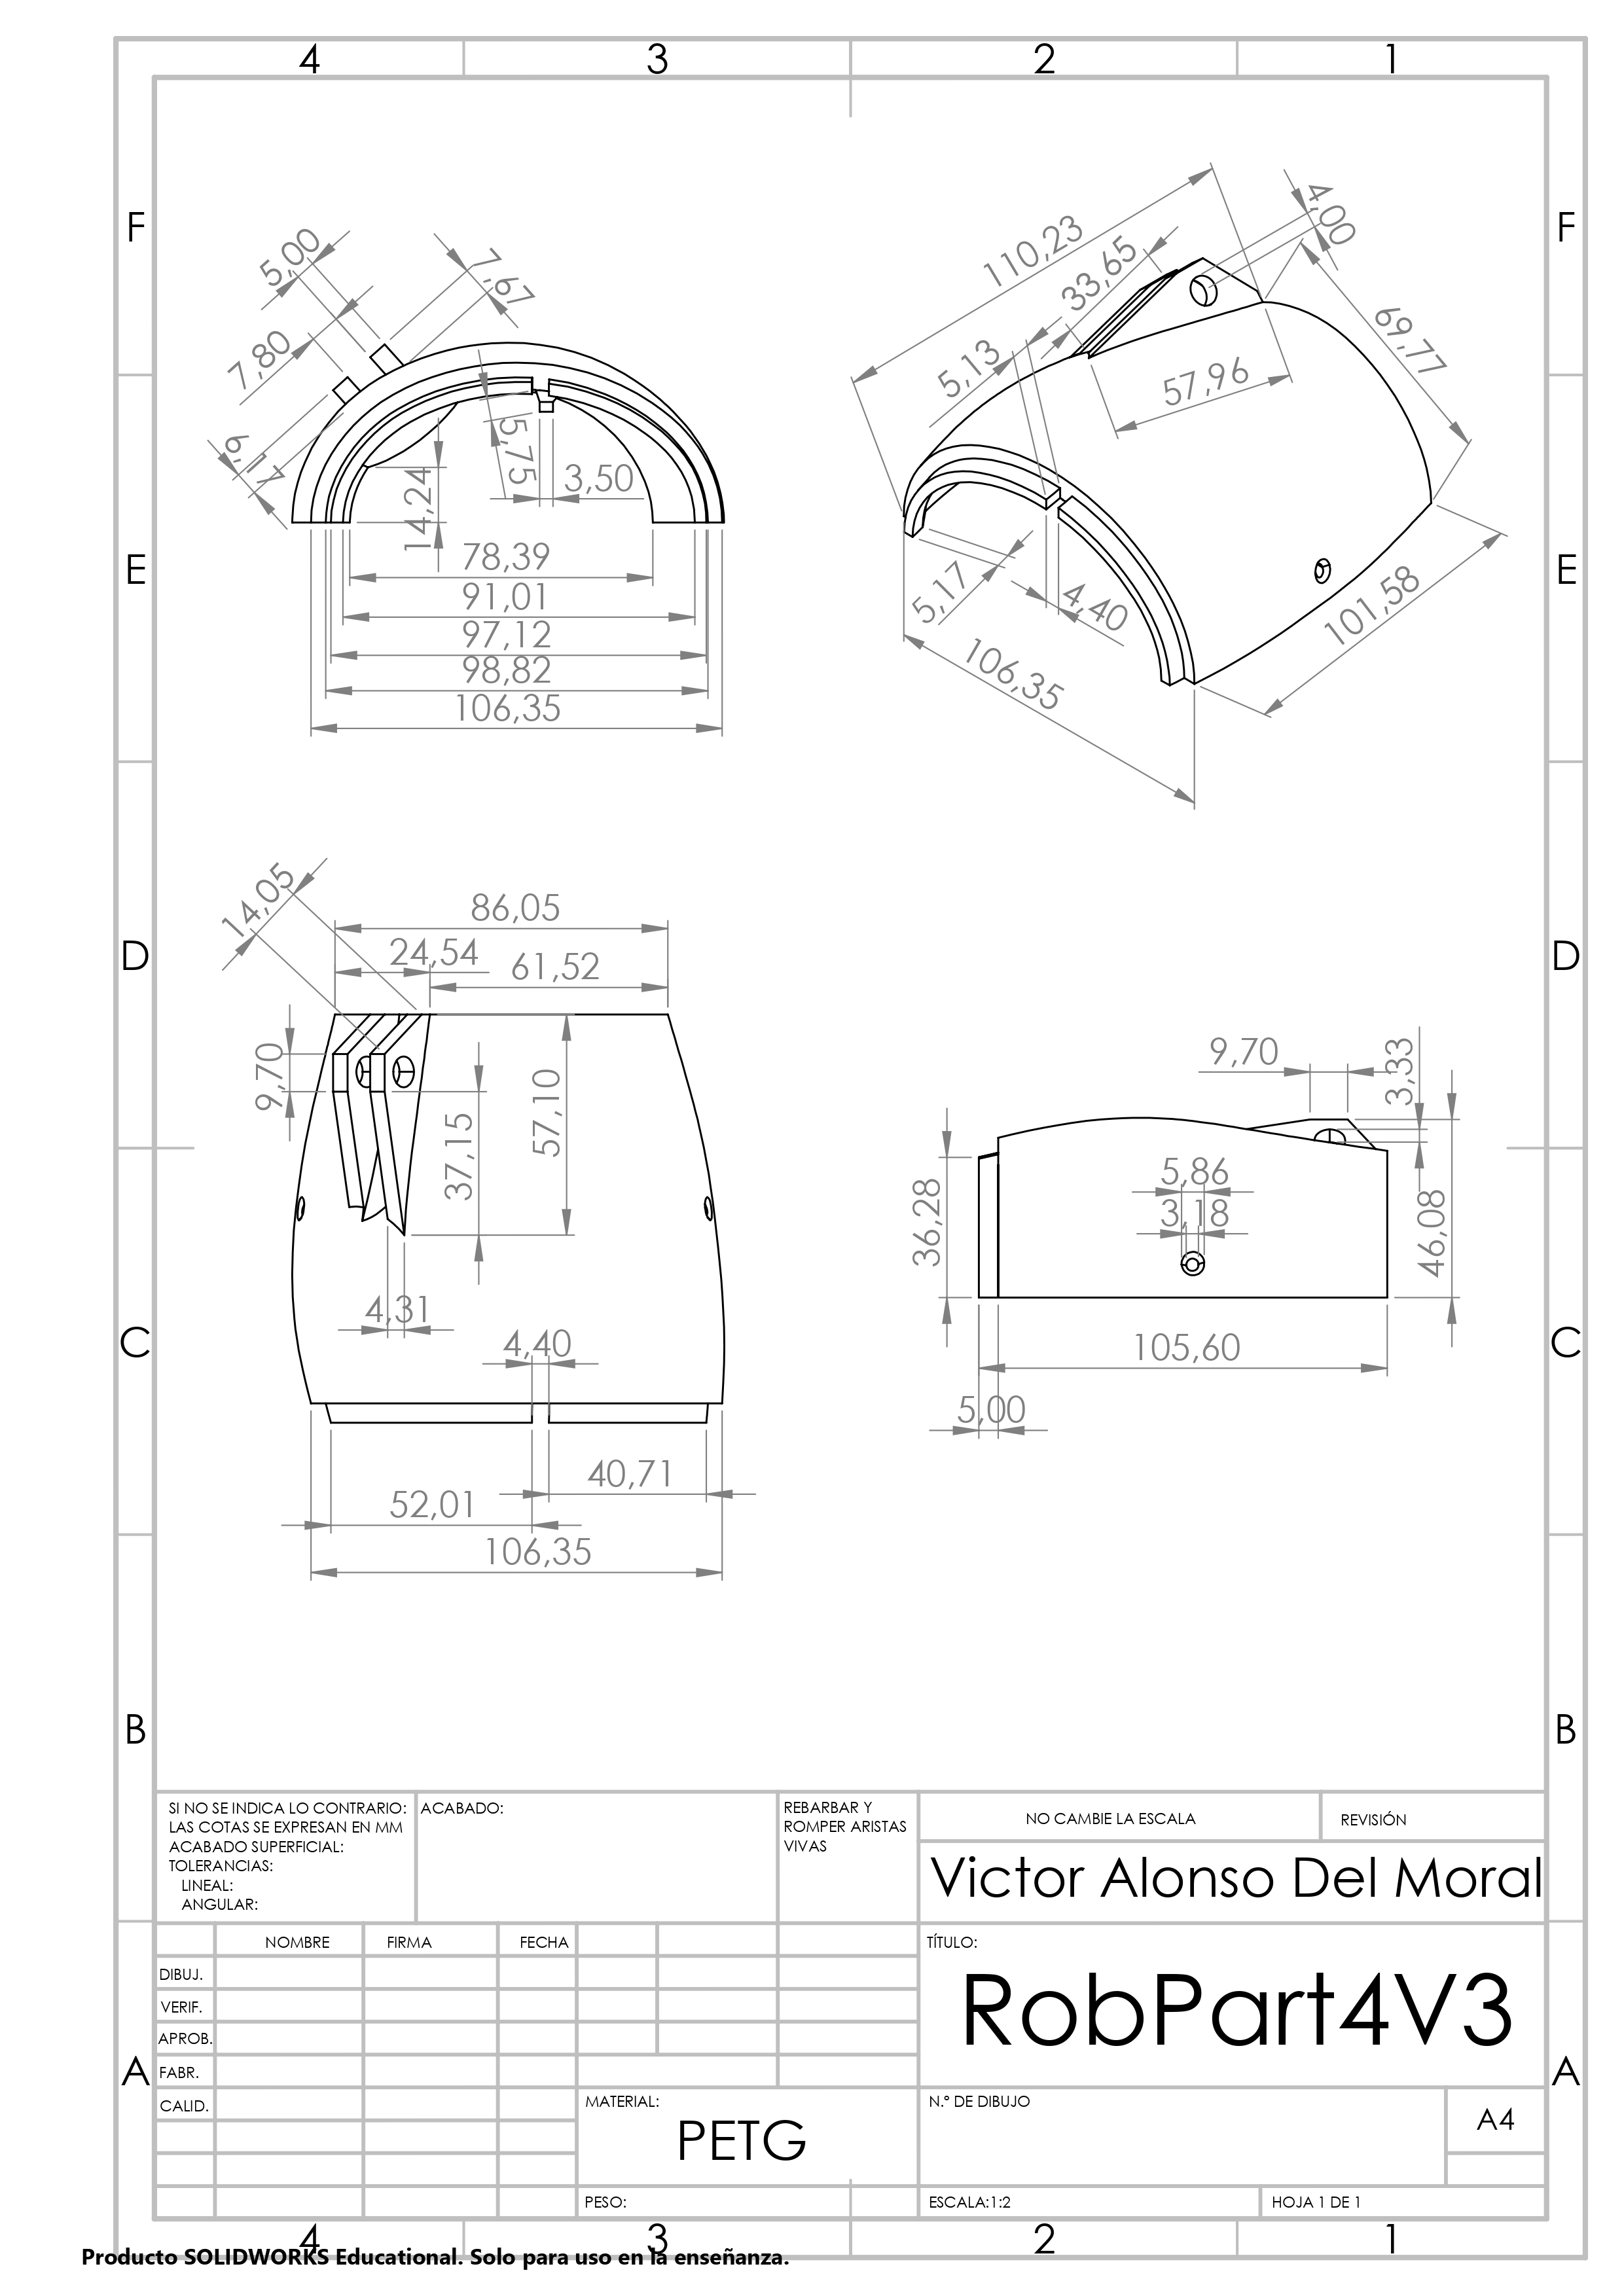 4 3 2 1
F F
E E
D D
C C
B B
A A
5,00
7,67
7,80
6,17
5,75
3,50
14,24
78,39
91,01
97,12
98,82
106,35
110,23
4,00
33,65
5,13
69,77
57,96
5,17
4,40
101,58
106,35
14,05
86,05
24,54
61,52
9,70
57,10
37,15
4,31
4,40
40,71
52,01
106,35
9,70
3,33
5,86
3,18
36,28
46,08
105,60
5,00
SI NO SE INDICA LO CONTRARIO:
LAS COTAS SE EXPRESAN EN MM
ACABADO SUPERFICIAL:
TOLERANCIAS:
LINEAL:
ANGULAR:
ACABADO:
REBARBAR Y
ROMPER ARISTAS
VIVAS
NO CAMBIE LA ESCALA
REVISIÓN
Victor Alonso Del Moral
NOMBRE FIRMA FECHA
DIBUJ.
VERIF.
APROB.
FABR.
CALID.
TÍTULO:
RobPart4V3
MATERIAL:
PETG
N.º DE DIBUJO
A4
PESO:
ESCALA:1:2
HOJA 1 DE 1
4 3 2 1
Producto SOLIDWORKS Educational. Solo para uso en la enseñanza.